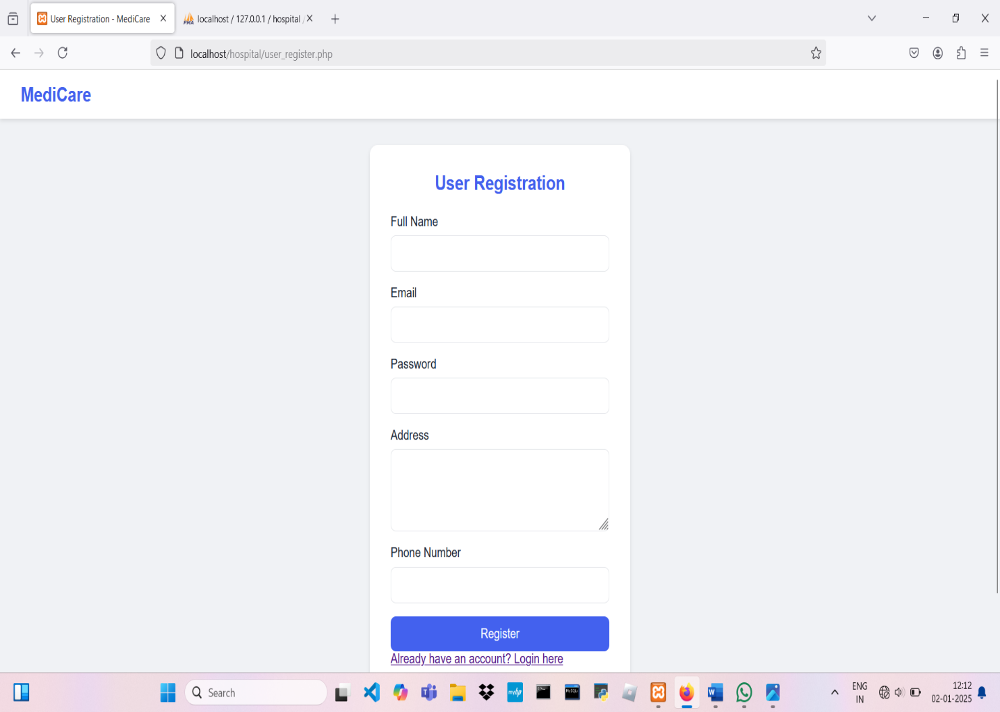 User Registration - MediCare
localhost / 127.0.0.1 / hospital /
localhost/hospital/user_register.php
MediCare
User Registration
Full Name
Email
Password
Address
Phone Number
Register
Already have an account? Login here
Search
myhp
MySQL
ENG
IN
12:12
02-01-2025